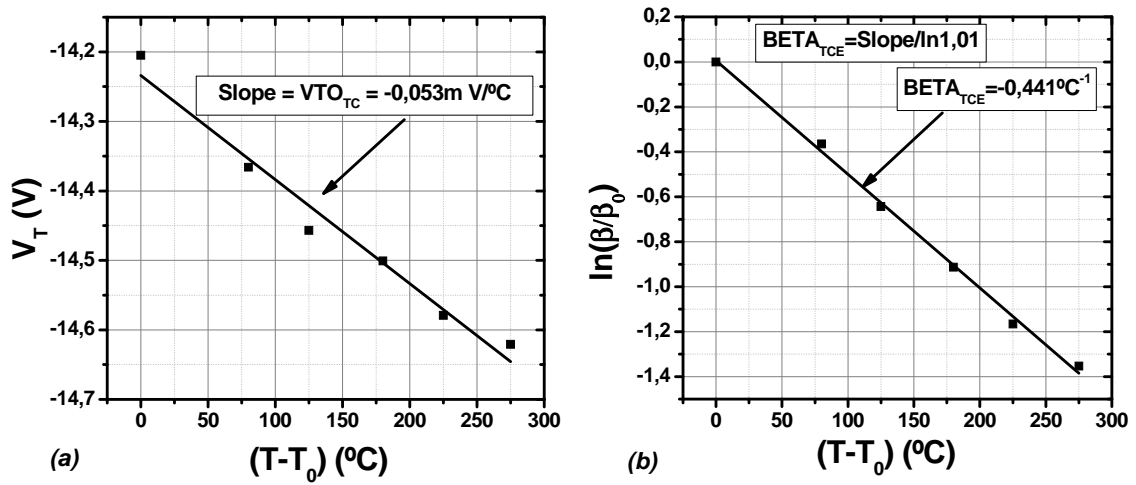 -14,2
-14,3
-14,4
-14,5
-14,6
-14,7
V_T (V)
Slope = VTO_TC = -0,053m V/ºC
0 50 100 150 200 250 300
(a) (T-T_0) (ºC)
0,2
0,0
-0,2
-0,4
-0,6
-0,8
-1,0
-1,2
-1,4
ln(β/β_0)
BETA_TCE=Slope/ln1,01
BETA_TCE=-0,441ºC^-1
0 50 100 150 200 250 300
(b) (T-T_0) (ºC)